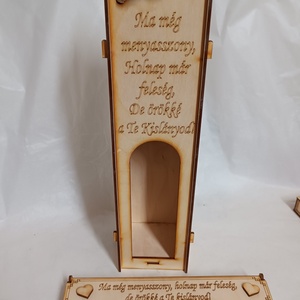 Ma még
menyasszony,
Holnap már
feleség,
De örökké
a Te Kislányod!
Ma még menyasszony, holnap már feleség,
de örökké a Te kislányod!